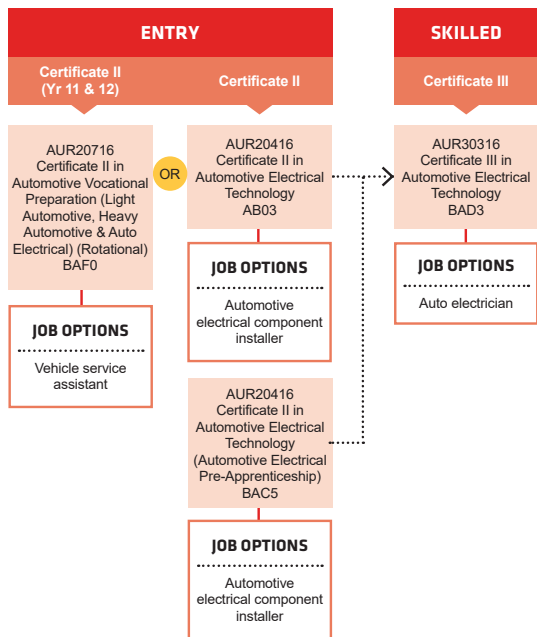 ENTRY
SKILLED
Certificate II
(Yr 11 & 12)
Certificate II
Certificate III
AUR20716
Certificate II in
Automotive Vocational
Preparation (Light
Automotive, Heavy
Automotive & Auto
Electrical) (Rotational)
BAF0
JOB OPTIONS
Vehicle service
assistant
OR
AUR20416
Certificate II in
Automotive Electrical
Technology
AB03
JOB OPTIONS
Automotive
electrical component
installer
AUR20416
Certificate II in
Automotive Electrical
Technology
(Automotive Electrical
Pre-Apprenticeship)
BAC5
JOB OPTIONS
Automotive
electrical component
installer
AUR30316
Certificate III in
Automotive Electrical
Technology
BAD3
JOB OPTIONS
Auto electrician